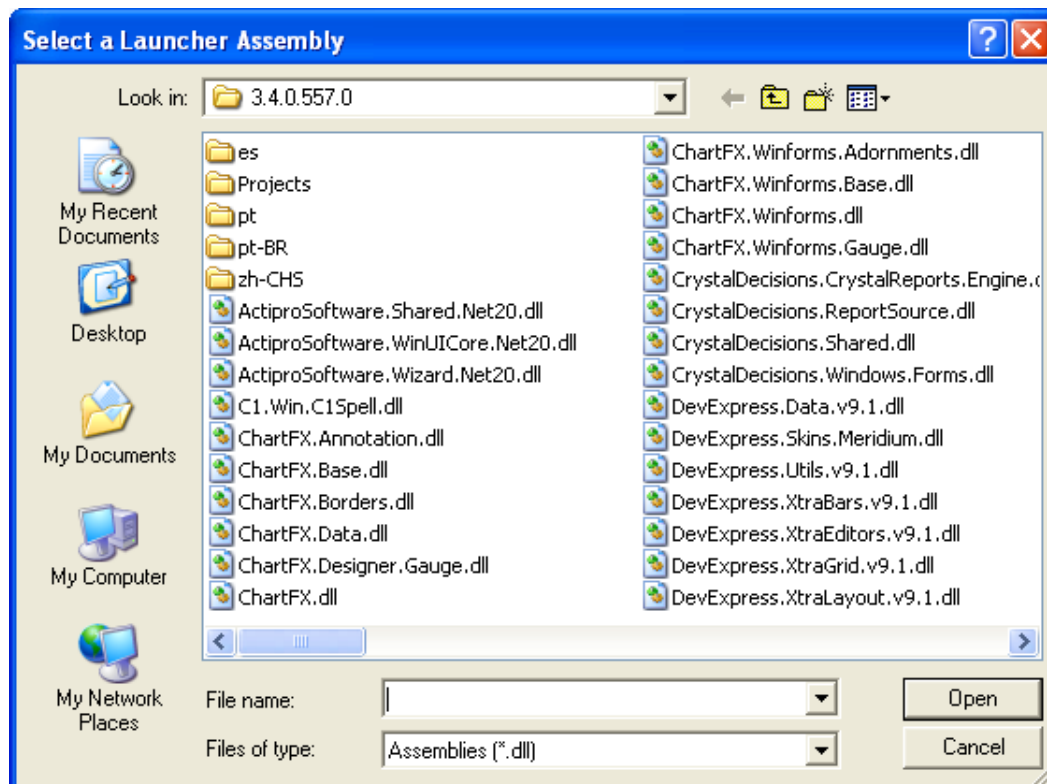 Select a Launcher Assembly
Look in:
3.4.0.557.0
My Recent
Documents
Desktop
My Documents
My Computer
My Network
Places
es
Projects
pt
pt-BR
zh-CHS
ActiproSoftware.Shared.Net20.dll
ActiproSoftware.WinUICore.Net20.dll
ActiproSoftware.Wizard.Net20.dll
C1.Win.C1Spell.dll
ChartFX.Annotation.dll
ChartFX.Base.dll
ChartFX.Borders.dll
ChartFX.Data.dll
ChartFX.Designer.Gauge.dll
ChartFX.dll
ChartFX.Winforms.Adornments.dll
ChartFX.Winforms.Base.dll
ChartFX.Winforms.dll
ChartFX.Winforms.Gauge.dll
CrystalDecisions.CrystalReports.Engine.d
CrystalDecisions.ReportSource.dll
CrystalDecisions.Shared.dll
CrystalDecisions.Windows.Forms.dll
DevExpress.Data.v9.1.dll
DevExpress.Skins.Meridium.dll
DevExpress.Utils.v9.1.dll
DevExpress.XtraBars.v9.1.dll
DevExpress.XtraEditors.v9.1.dll
DevExpress.XtraGrid.v9.1.dll
DevExpress.XtraLayout.v9.1.dll
File name:
Open
Files of type:
Assemblies (*.dll)
Cancel